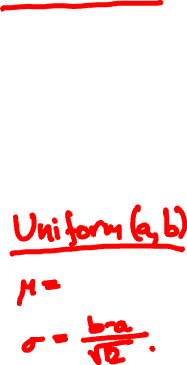 Uniform (a, b)
μ =
σ = (b-a)/√12.